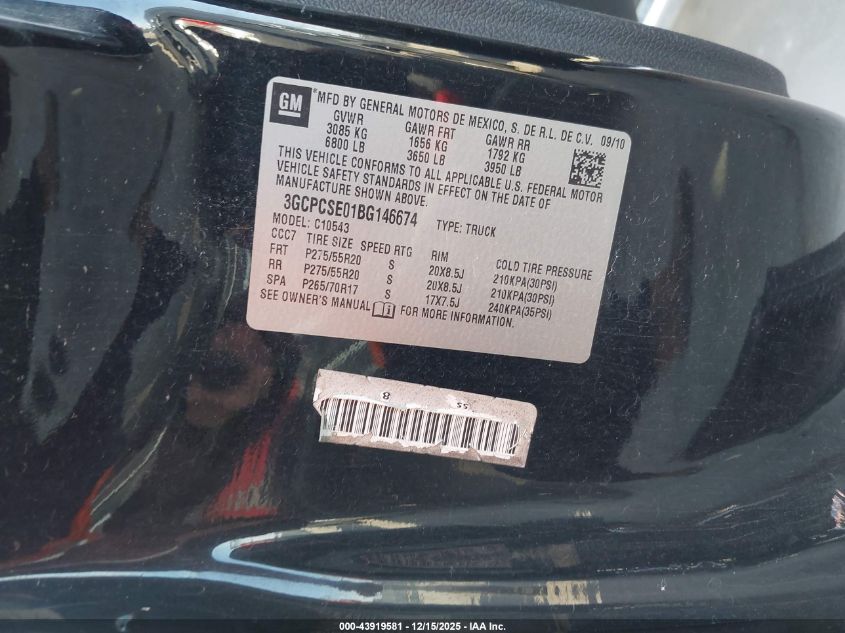 GM *MFD BY GENERAL MOTORS DE MEXICO, S. DE R.L. DE C.V. 09/10
GVWR GAWR FRT GAWR RR
3085 KG 1656 KG 1792 KG
6800 LB 3650 LB 3950 LB
THIS VEHICLE CONFORMS TO ALL APPLICABLE U.S. FEDERAL MOTOR
VEHICLE SAFETY STANDARDS IN EFFECT ON THE DATE OF
MANUFACTURE SHOWN ABOVE.
3GCPCSE01BG146674 TYPE: TRUCK
MODEL: C10543
CCC7 TIRE SIZE SPEED RTG RIM COLD TIRE PRESSURE
FRT P275/55R20 S 20X8.5J 210KPA(30PSI)
RR P275/55R20 S 20X8.5J 210KPA(30PSI)
SPA P265/70R17 S 17X7.5J 240KPA(35PSI)
SEE OWNER'S MANUAL FOR MORE INFORMATION.
8 55
000-43919581 - 12/15/2025 - IAA Inc.